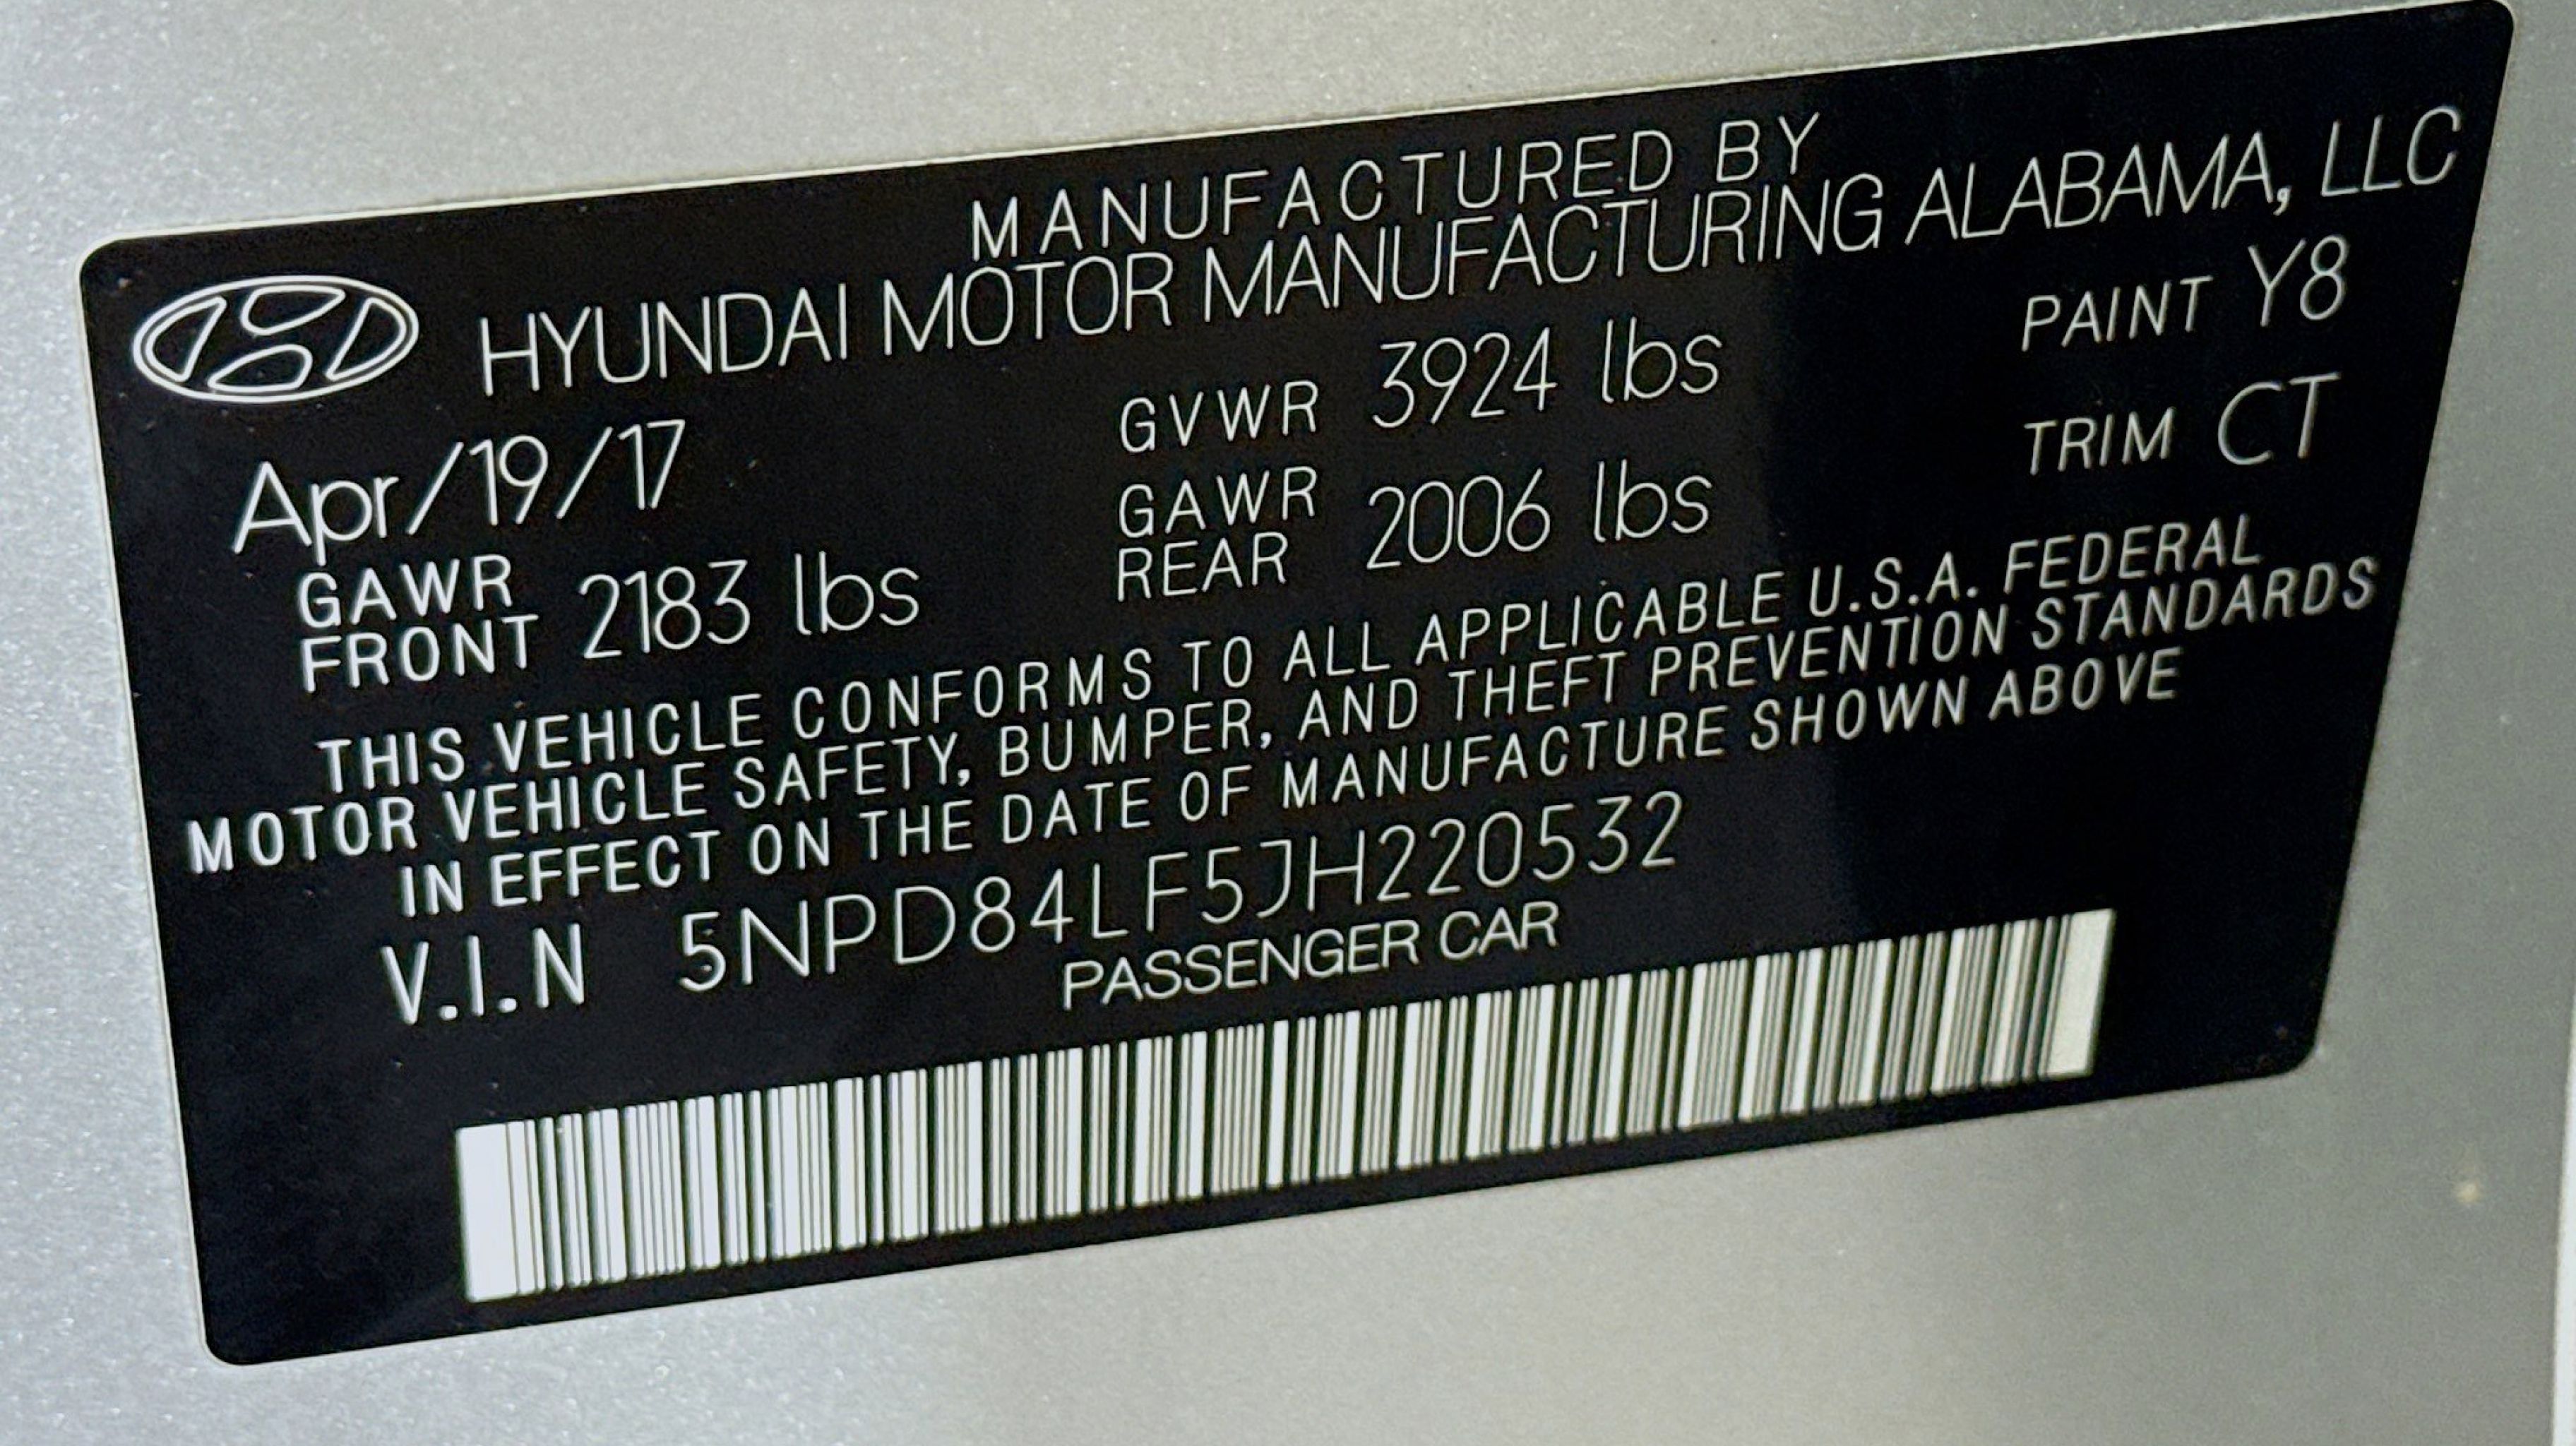 MANUFACTURED BY
HYUNDAI MOTOR MANUFACTURING ALABAMA, LLC
Apr/19/17 GVWR 3924 lbs PAINT Y8
GAWR FRONT 2183 lbs GAWR REAR 2006 lbs TRIM CT
THIS VEHICLE CONFORMS TO ALL APPLICABLE U.S.A. FEDERAL
MOTOR VEHICLE SAFETY, BUMPER, AND THEFT PREVENTION STANDARDS
IN EFFECT ON THE DATE OF MANUFACTURE SHOWN ABOVE
V.I.N 5NPD84LF5JH220532
PASSENGER CAR